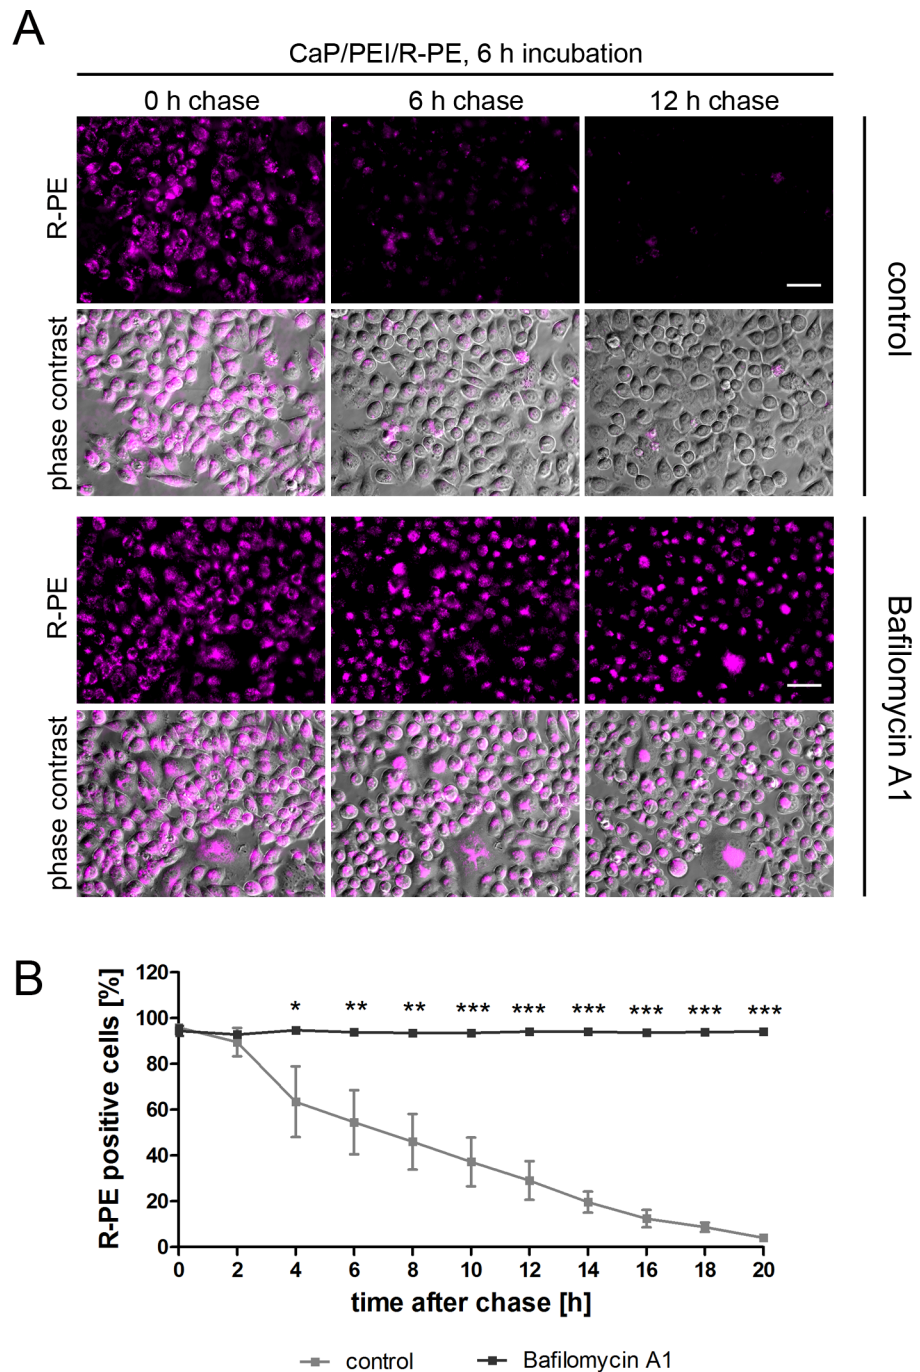 A
CaP/PEI/R-PE, 6 h incubation
0 h chase 6 h chase 12 h chase
R-PE
phase contrast
control
R-PE
phase contrast
Bafilomycin A1
B
R-PE positive cells [%]
120
100
80
60
40
20
0
* ** ** *** *** *** *** *** ***
0 2 4 6 8 10 12 14 16 18 20
time after chase [h]
control Bafilomycin A1